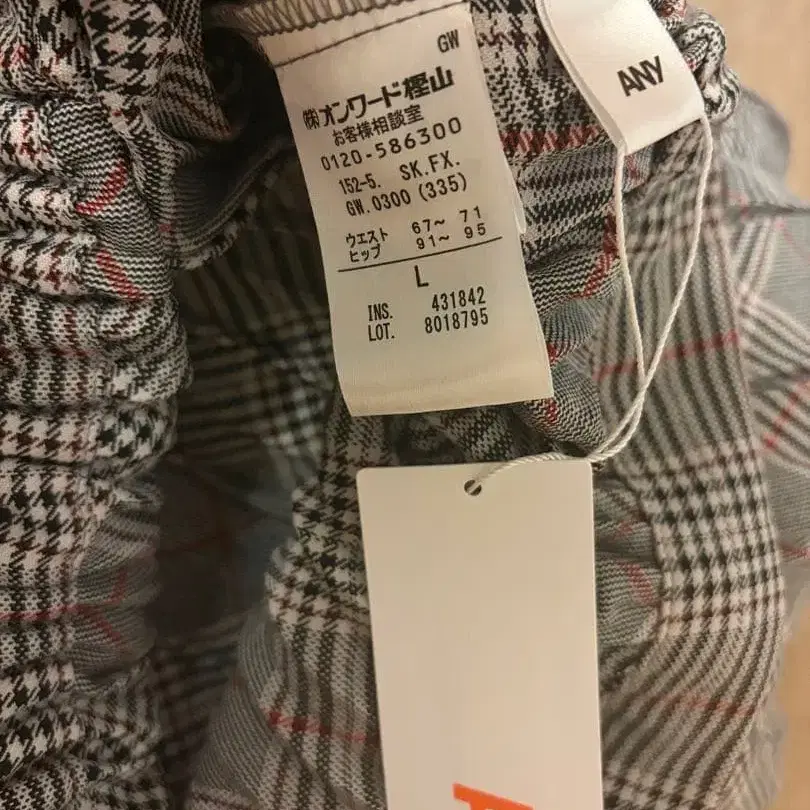 GW
㈱オンワード樫山
お客様相談室
0120-586300
152-5. SK.FX.
GW.0300 (335)
ウエスト 67~ 71
ヒップ 91~ 95
L
INS. 431842
LOT. 8018795
ANY